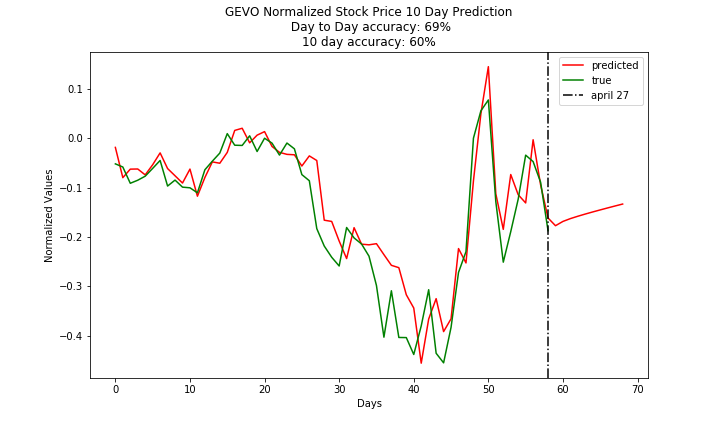 GEVO Normalized Stock Price 10 Day Prediction
Day to Day accuracy: 69%
10 day accuracy: 60%
predicted
true
april 27
0.1
0.0
−0.1
−0.2
−0.3
−0.4
Normalized Values
0 10 20 30 40 50 60 70
Days